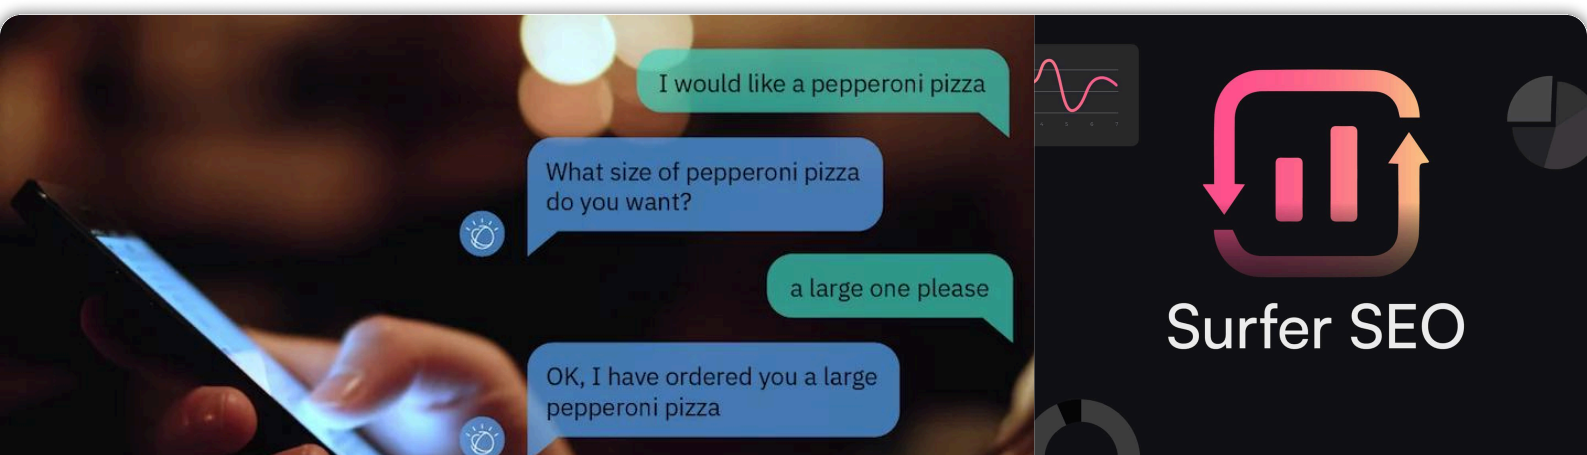 I would like a pepperoni pizza
What size of pepperoni pizza
do you want?
a large one please
OK, I have ordered you a large
pepperoni pizza
Surfer SEO